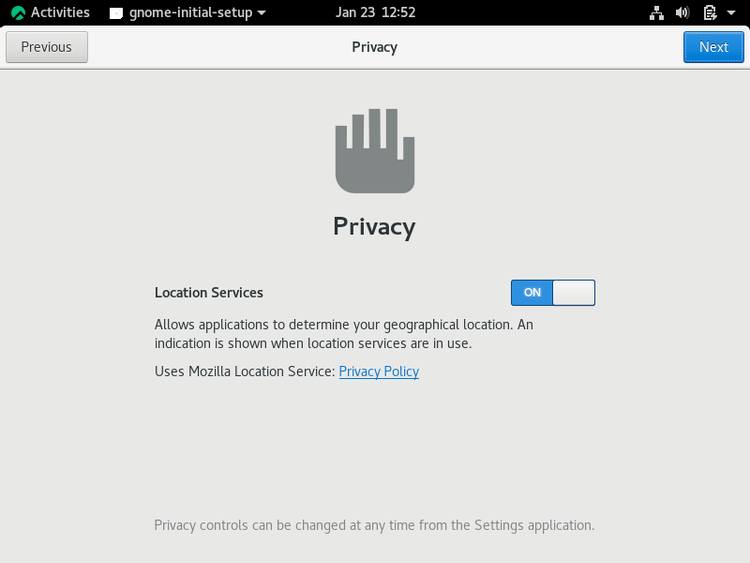 Activities gnome-initial-setup Jan 23 12:52
Previous Privacy Next
Privacy
Location Services ON
Allows applications to determine your geographical location. An
indication is shown when location services are in use.
Uses Mozilla Location Service: Privacy Policy
Privacy controls can be changed at any time from the Settings application.